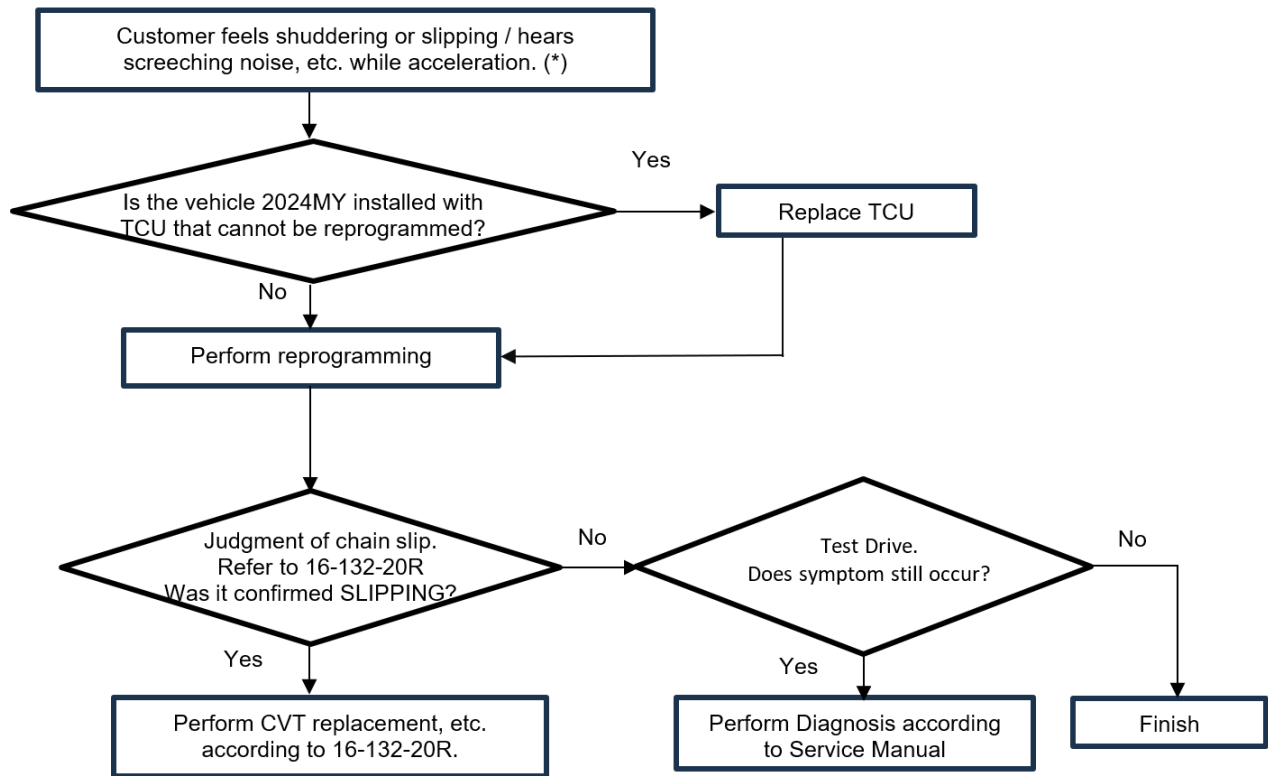 Customer feels shuddering or slipping / hears
screeching noise, etc. while acceleration. (*)
Yes
Is the vehicle 2024MY installed with
TCU that cannot be reprogrammed?
Replace TCU
No
Perform reprogramming
Judgment of chain slip.
Refer to 16-132-20R
Was it confirmed SLIPPING?
No
Test Drive.
Does symptom still occur?
No
Yes
Yes
Perform CVT replacement, etc.
according to 16-132-20R.
Perform Diagnosis according
to Service Manual
Finish